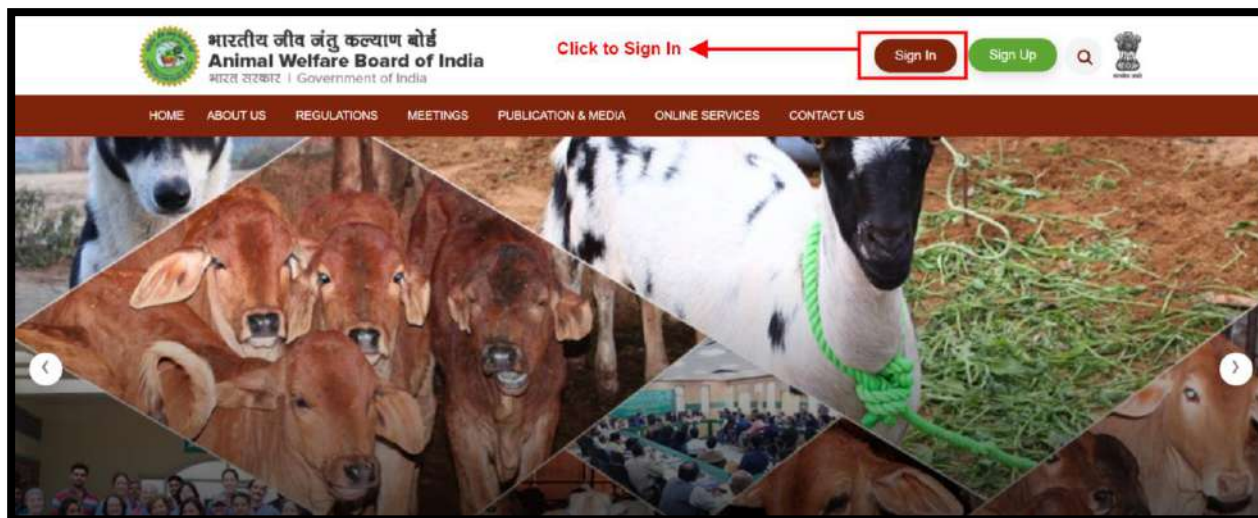 भारतीय जीव जंतु कल्याण बोर्ड
Animal Welfare Board of India
भारत सरकार | Government of India
Click to Sign In
Sign In
Sign Up
HOME ABOUT US REGULATIONS MEETINGS PUBLICATION & MEDIA ONLINE SERVICES CONTACT US